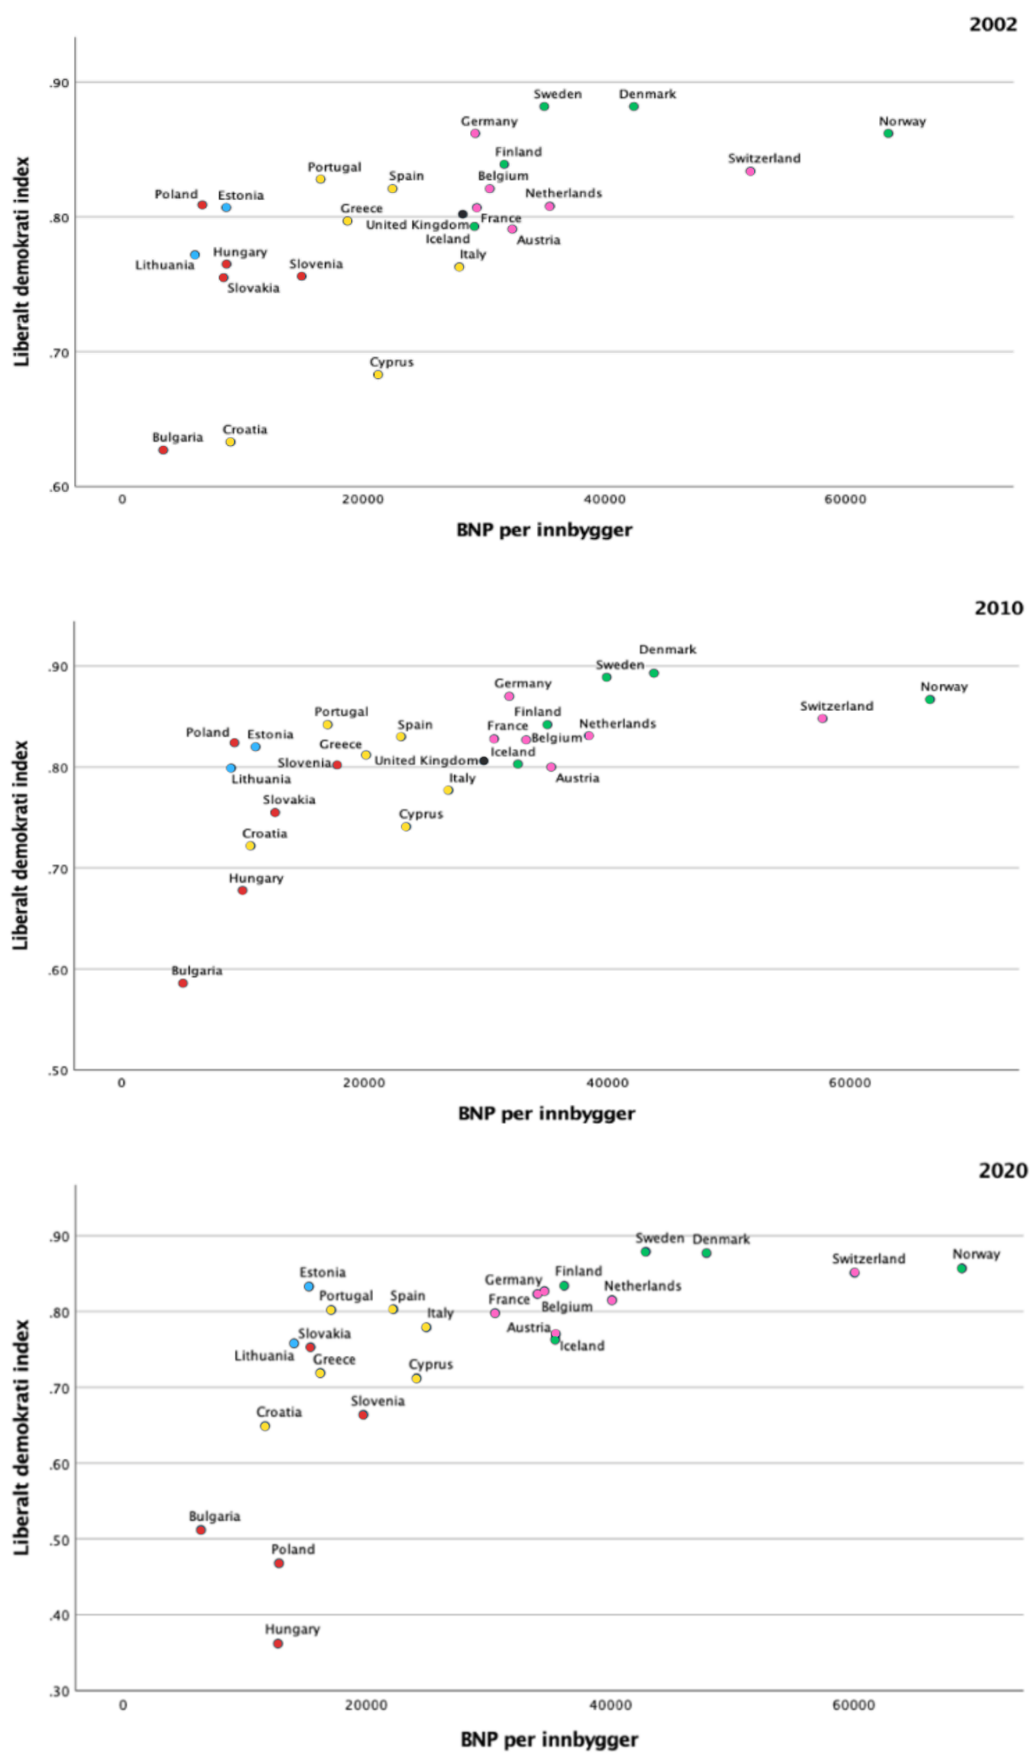 2002
Liberalt demokrati index
.90
.80
.70
.60
Sweden
Denmark
Germany
Norway
Finland
Switzerland
Portugal
Spain
Belgium
Poland
Estonia
Netherlands
Greece
United Kingdom
France
Iceland
Austria
Hungary
Italy
Lithuania
Slovenia
Slovakia
Cyprus
Croatia
Bulgaria
0
20000
40000
60000
BNP per innbygger
2010
Liberalt demokrati index
.90
.80
.70
.60
.50
Denmark
Sweden
Germany
Norway
Switzerland
Portugal
Finland
Spain
France
Netherlands
Poland
Estonia
Greece
Belgium
Iceland
Slovenia
United Kingdom
Lithuania
Italy
Austria
Slovakia
Cyprus
Croatia
Hungary
Bulgaria
0
20000
40000
60000
BNP per innbygger
2020
Liberalt demokrati index
.90
.80
.70
.60
.50
.40
.30
Sweden
Denmark
Norway
Switzerland
Estonia
Finland
Germany
Netherlands
Portugal
Spain
France
Belgium
Italy
Austria
Slovakia
Iceland
Lithuania
Greece
Cyprus
Slovenia
Croatia
Bulgaria
Poland
Hungary
0
20000
40000
60000
BNP per innbygger